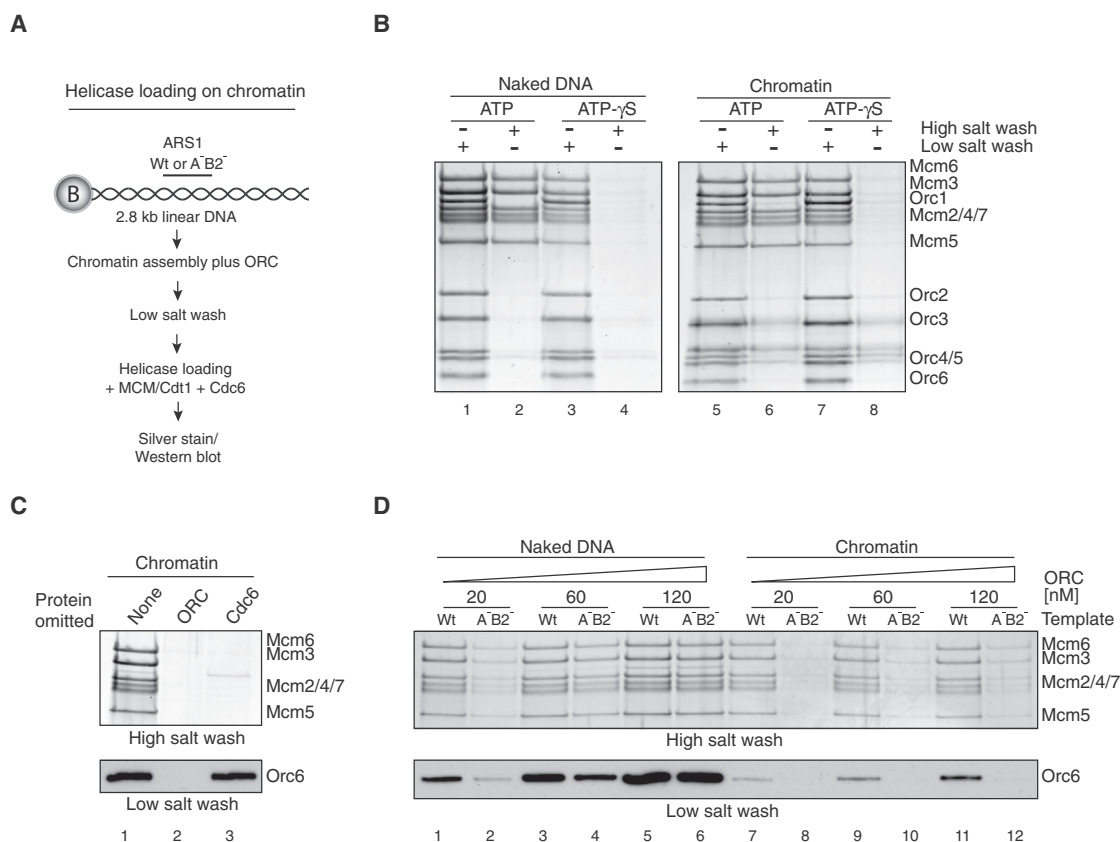 A
Helicase loading on chromatin
ARS1
Wt or A⁻B2⁻
B
2.8 kb linear DNA
Chromatin assembly plus ORC
Low salt wash
Helicase loading
+ MCM/Cdt1 + Cdc6
Silver stain/
Western blot
B
Naked DNA Chromatin
ATP ATP-γS ATP ATP-γS
- + - + - + - + High salt wash
+ - + - + - + - Low salt wash
Mcm6
Mcm3
Orc1
Mcm2/4/7
Mcm5
Orc2
Orc3
Orc4/5
Orc6
1 2 3 4 5 6 7 8
C
Chromatin
Protein omitted None ORC Cdc6
Mcm6
Mcm3
Mcm2/4/7
Mcm5
High salt wash
Orc6
Low salt wash
1 2 3
D
Naked DNA Chromatin
ORC
[nM]
20 60 120 20 60 120
Wt A⁻B2⁻ Wt A⁻B2⁻ Wt A⁻B2⁻ Wt A⁻B2⁻ Wt A⁻B2⁻ Wt A⁻B2⁻ Template
Mcm6
Mcm3
Mcm2/4/7
Mcm5
High salt wash
Orc6
Low salt wash
1 2 3 4 5 6 7 8 9 10 11 12